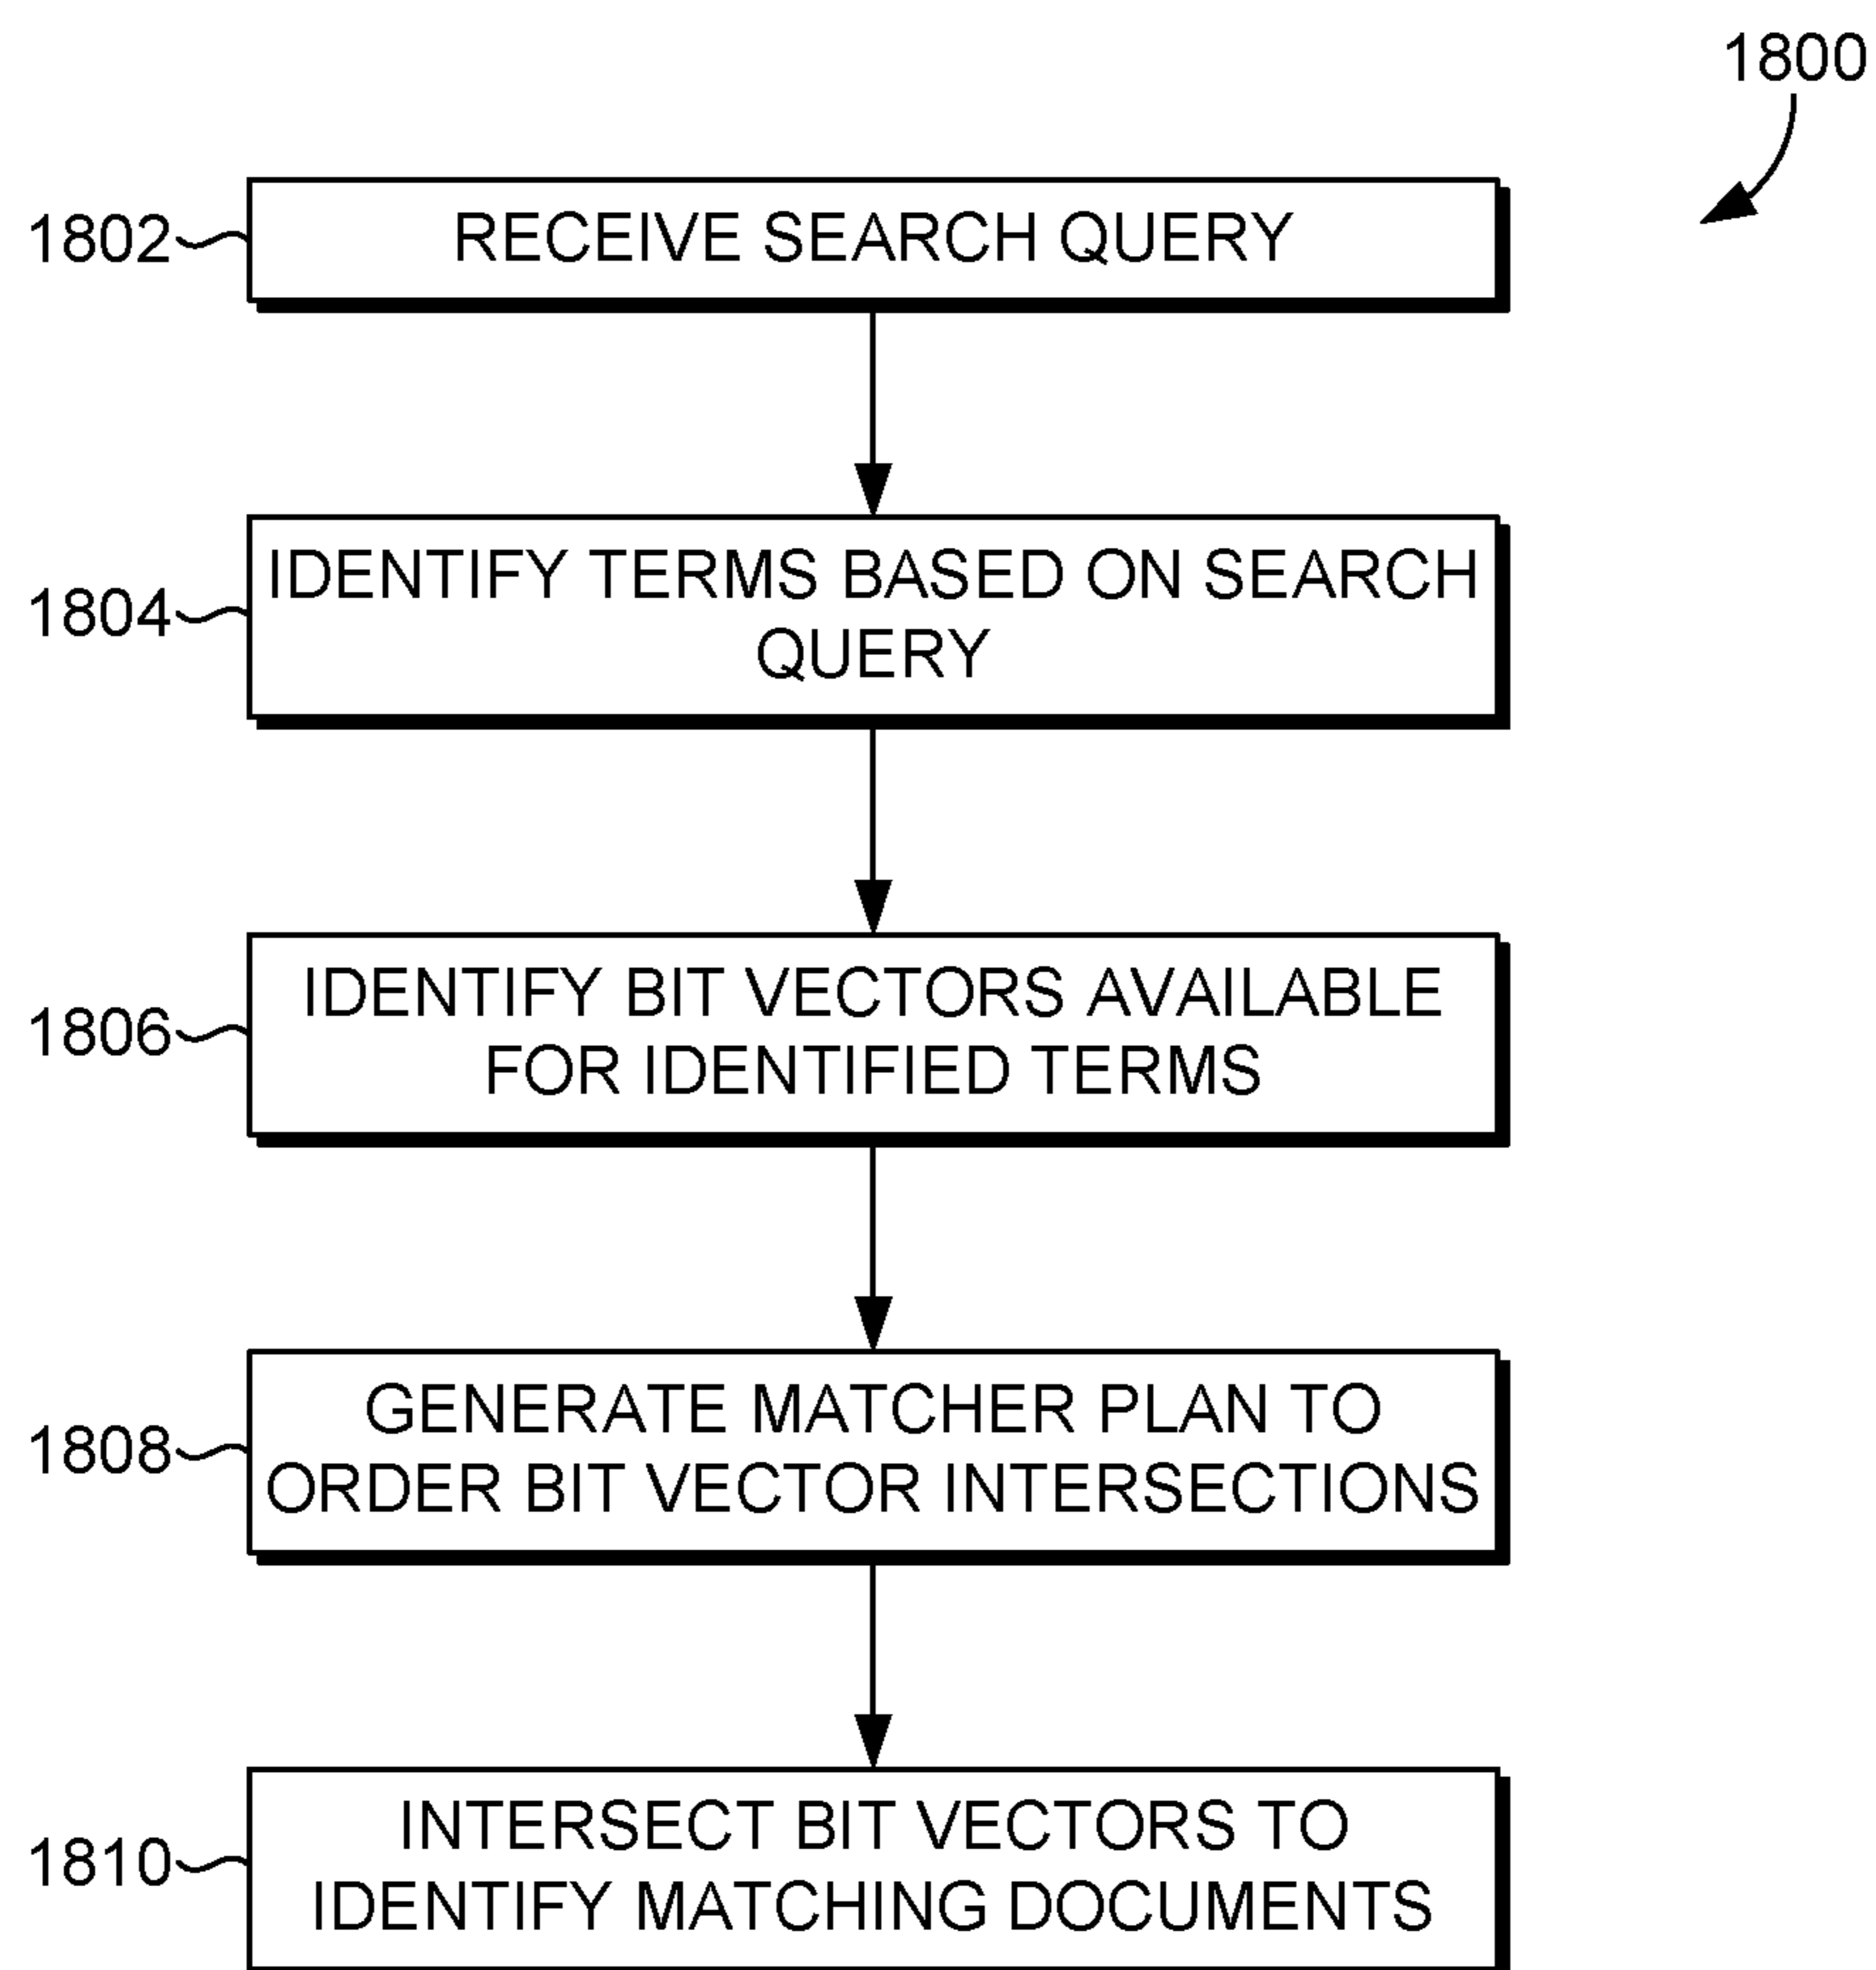 1800
1802
RECEIVE SEARCH QUERY
1804
IDENTIFY TERMS BASED ON SEARCH
QUERY
1806
IDENTIFY BIT VECTORS AVAILABLE
FOR IDENTIFIED TERMS
1808
GENERATE MATCHER PLAN TO
ORDER BIT VECTOR INTERSECTIONS
1810
INTERSECT BIT VECTORS TO
IDENTIFY MATCHING DOCUMENTS